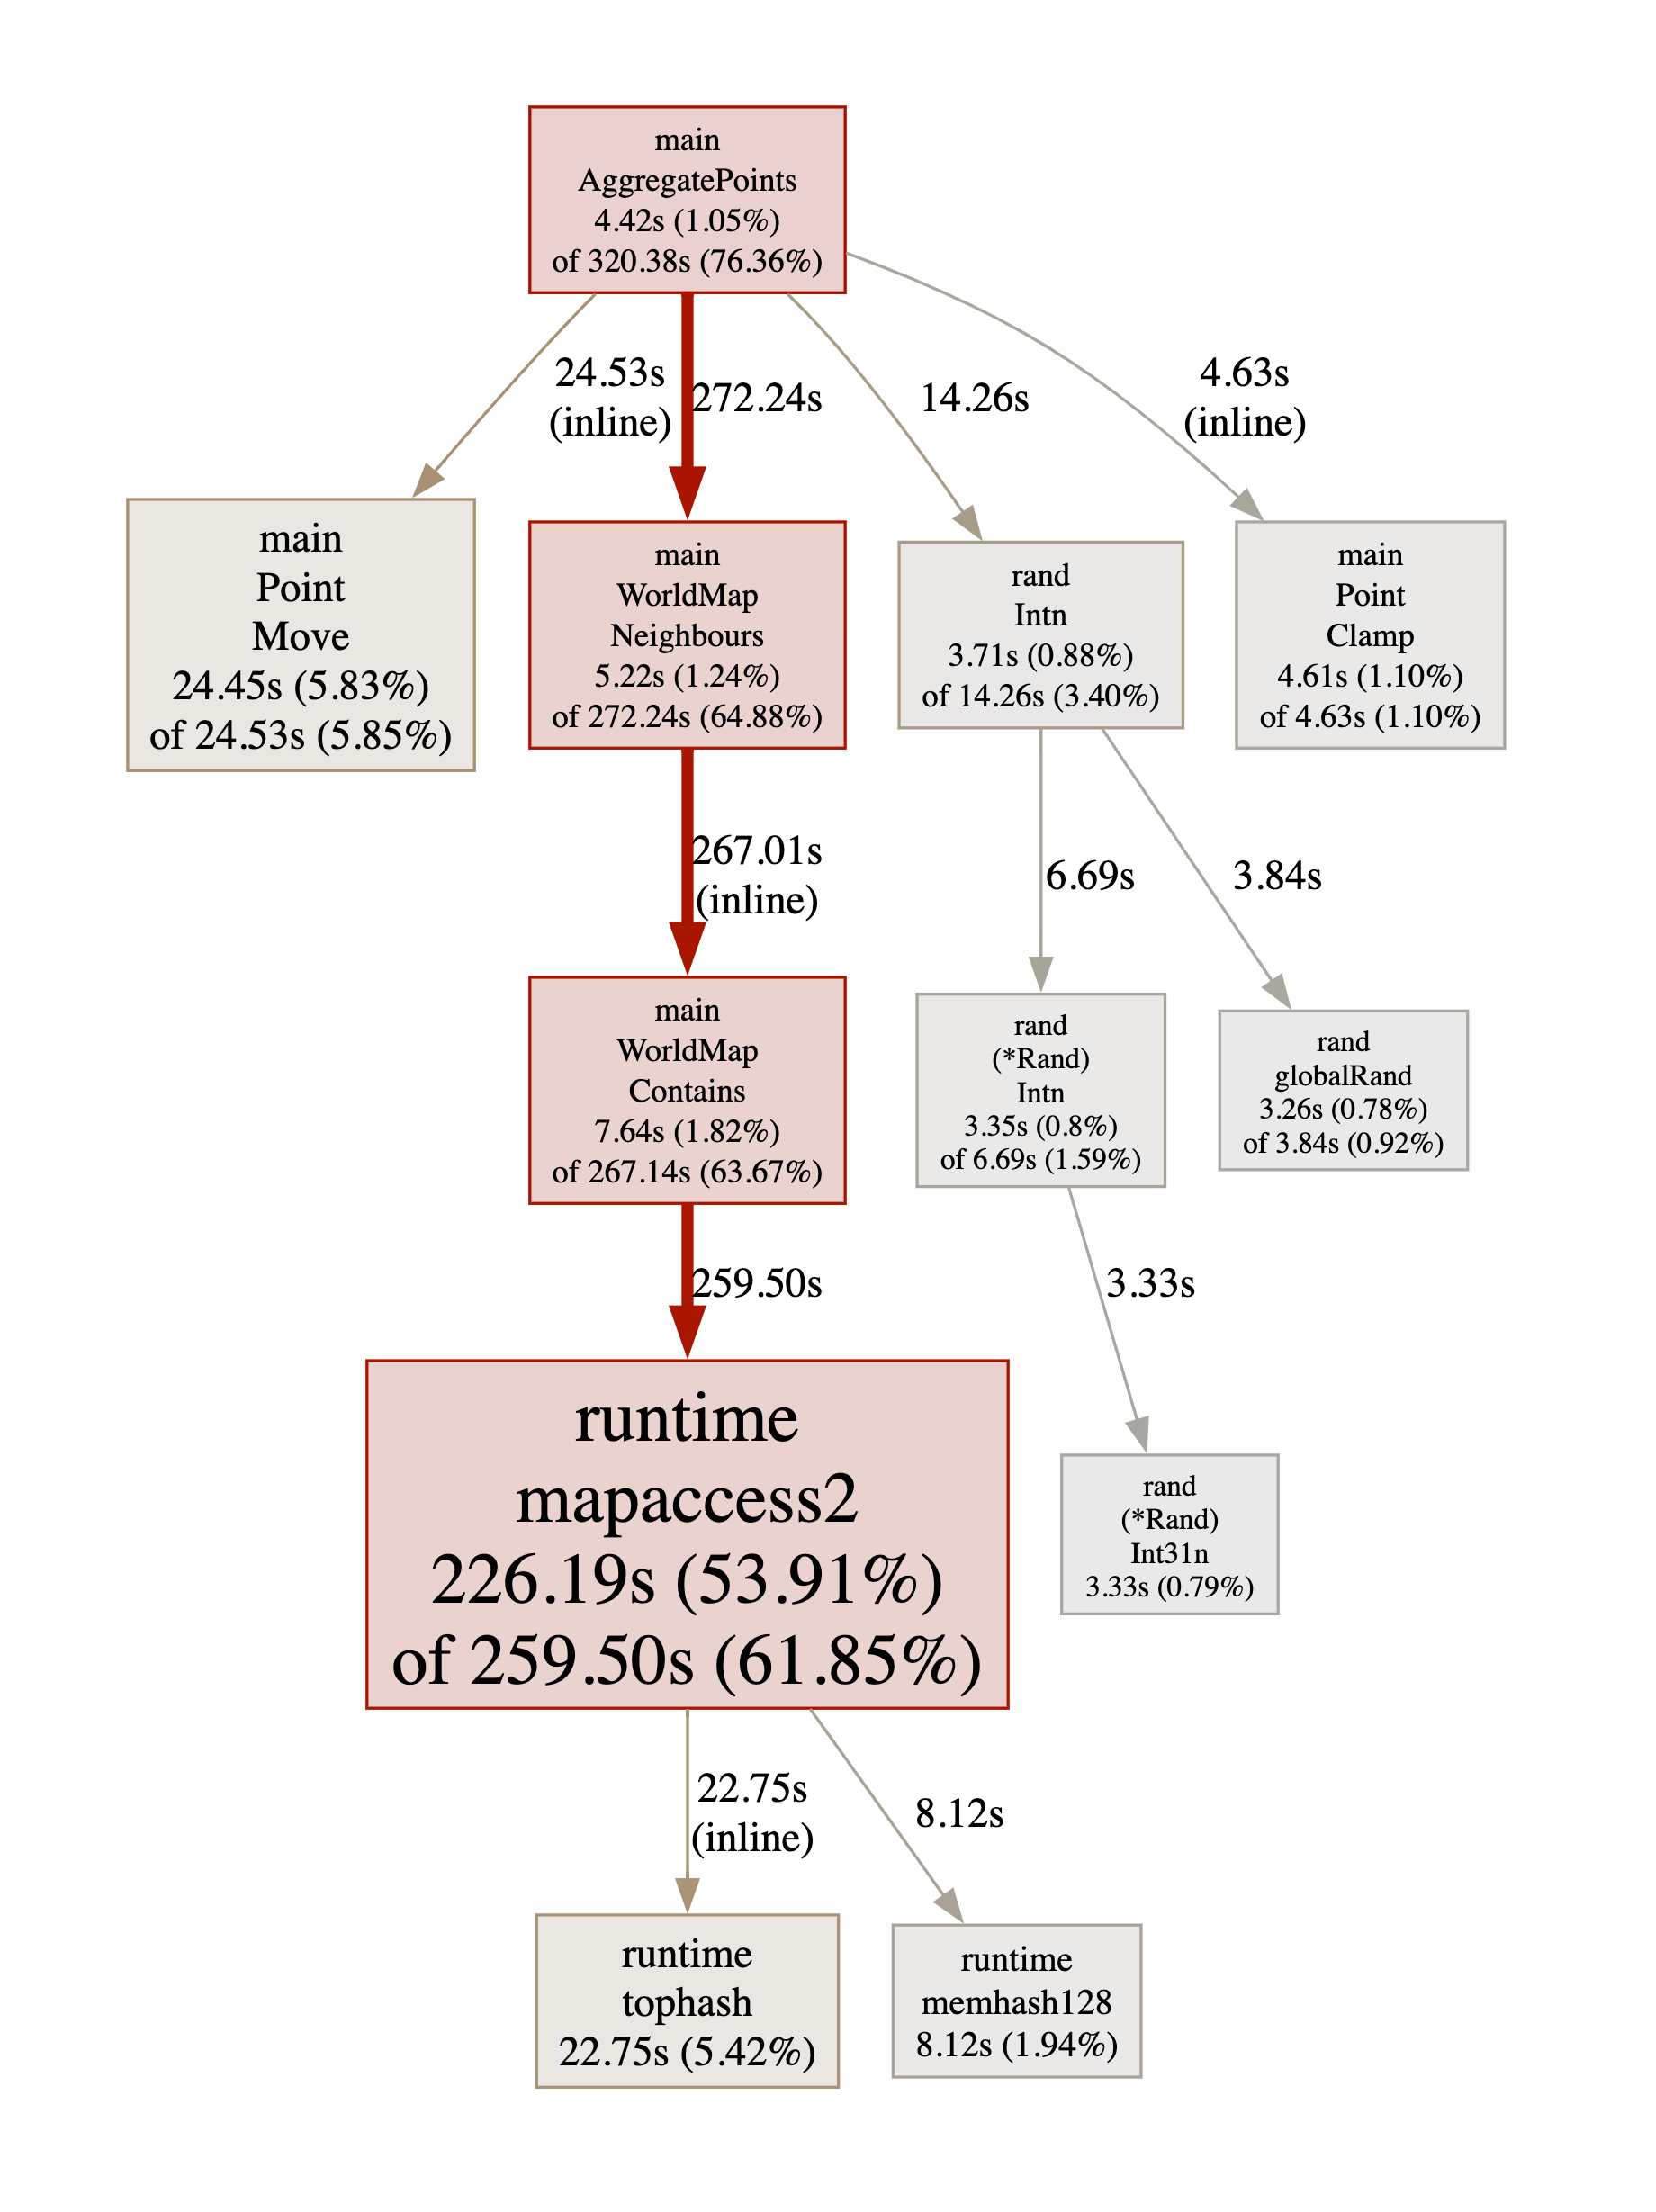 main
AggregatePoints
4.42s (1.05%)
of 320.38s (76.36%)
24.53s
(inline)
272.24s
14.26s
4.63s
(inline)
main
Point
Move
24.45s (5.83%)
of 24.53s (5.85%)
main
WorldMap
Neighbours
5.22s (1.24%)
of 272.24s (64.88%)
rand
Intn
3.71s (0.88%)
of 14.26s (3.40%)
main
Point
Clamp
4.61s (1.10%)
of 4.63s (1.10%)
267.01s
(inline)
6.69s
3.84s
main
WorldMap
Contains
7.64s (1.82%)
of 267.14s (63.67%)
rand
(*Rand)
Intn
3.35s (0.8%)
of 6.69s (1.59%)
rand
globalRand
3.26s (0.78%)
of 3.84s (0.92%)
259.50s
3.33s
runtime
mapaccess2
226.19s (53.91%)
of 259.50s (61.85%)
rand
(*Rand)
Int31n
3.33s (0.79%)
22.75s
(inline)
8.12s
runtime
tophash
22.75s (5.42%)
runtime
memhash128
8.12s (1.94%)